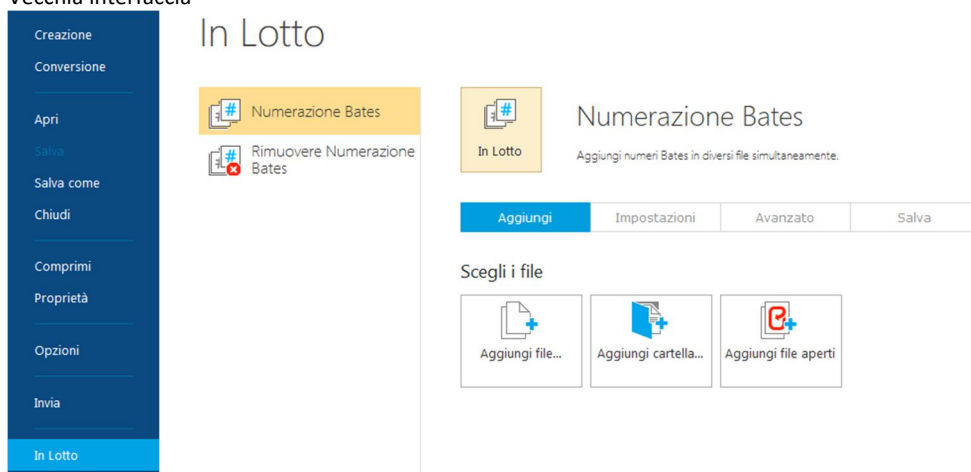 Vecchia interfaccia
Creazione
Conversione
Apri
Salva
Salva come
Chiudi
Comprimi
Proprietà
Opzioni
Invia
In Lotto
In Lotto
Numerazione Bates
Rimuovere Numerazione
Bates
In Lotto
Numerazione Bates
Aggiungi numeri Bates in diversi file simultaneamente.
Aggiungi
Impostazioni
Avanzato
Salva
Scegli i file
Aggiungi file...
Aggiungi cartella...
Aggiungi file aperti